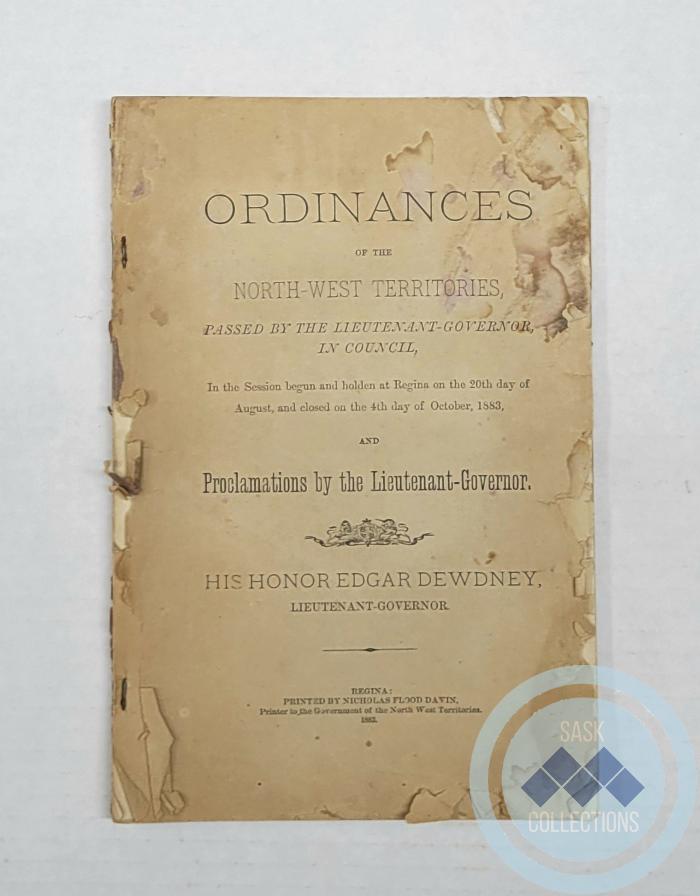 ORDINANCES
OF THE
NORTH-WEST TERRITORIES,
PASSED BY THE LIEUTENANT-GOVERNOR,
IN COUNCIL,
In the Session begun and holden at Regina on the 20th day of
August, and closed on the 4th day of October, 1883,
AND
Proclamations by the Lieutenant-Governor.
HIS HONOR EDGAR DEWDNEY,
LIEUTENANT-GOVERNOR.
REGINA:
PRINTED BY NICHOLAS FLOOD DAVIN,
Printer to the Government of the North West Territories.
1883.
SASK
COLLECTIONS